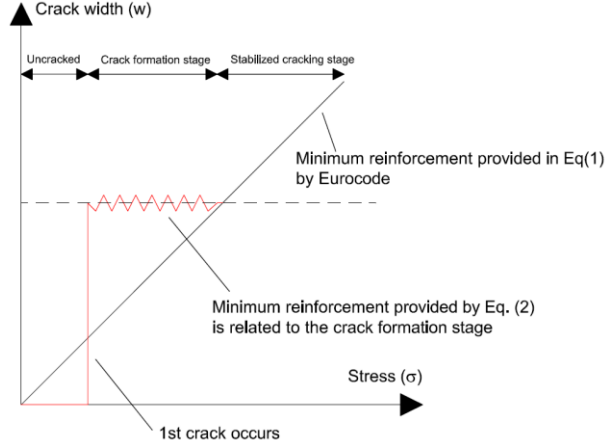 Crack width (w)
Uncracked
Crack formation stage
Stabilized cracking stage
Minimum reinforcement provided in Eq(1)
by Eurocode
Minimum reinforcement provided by Eq. (2)
is related to the crack formation stage
Stress (σ)
1st crack occurs